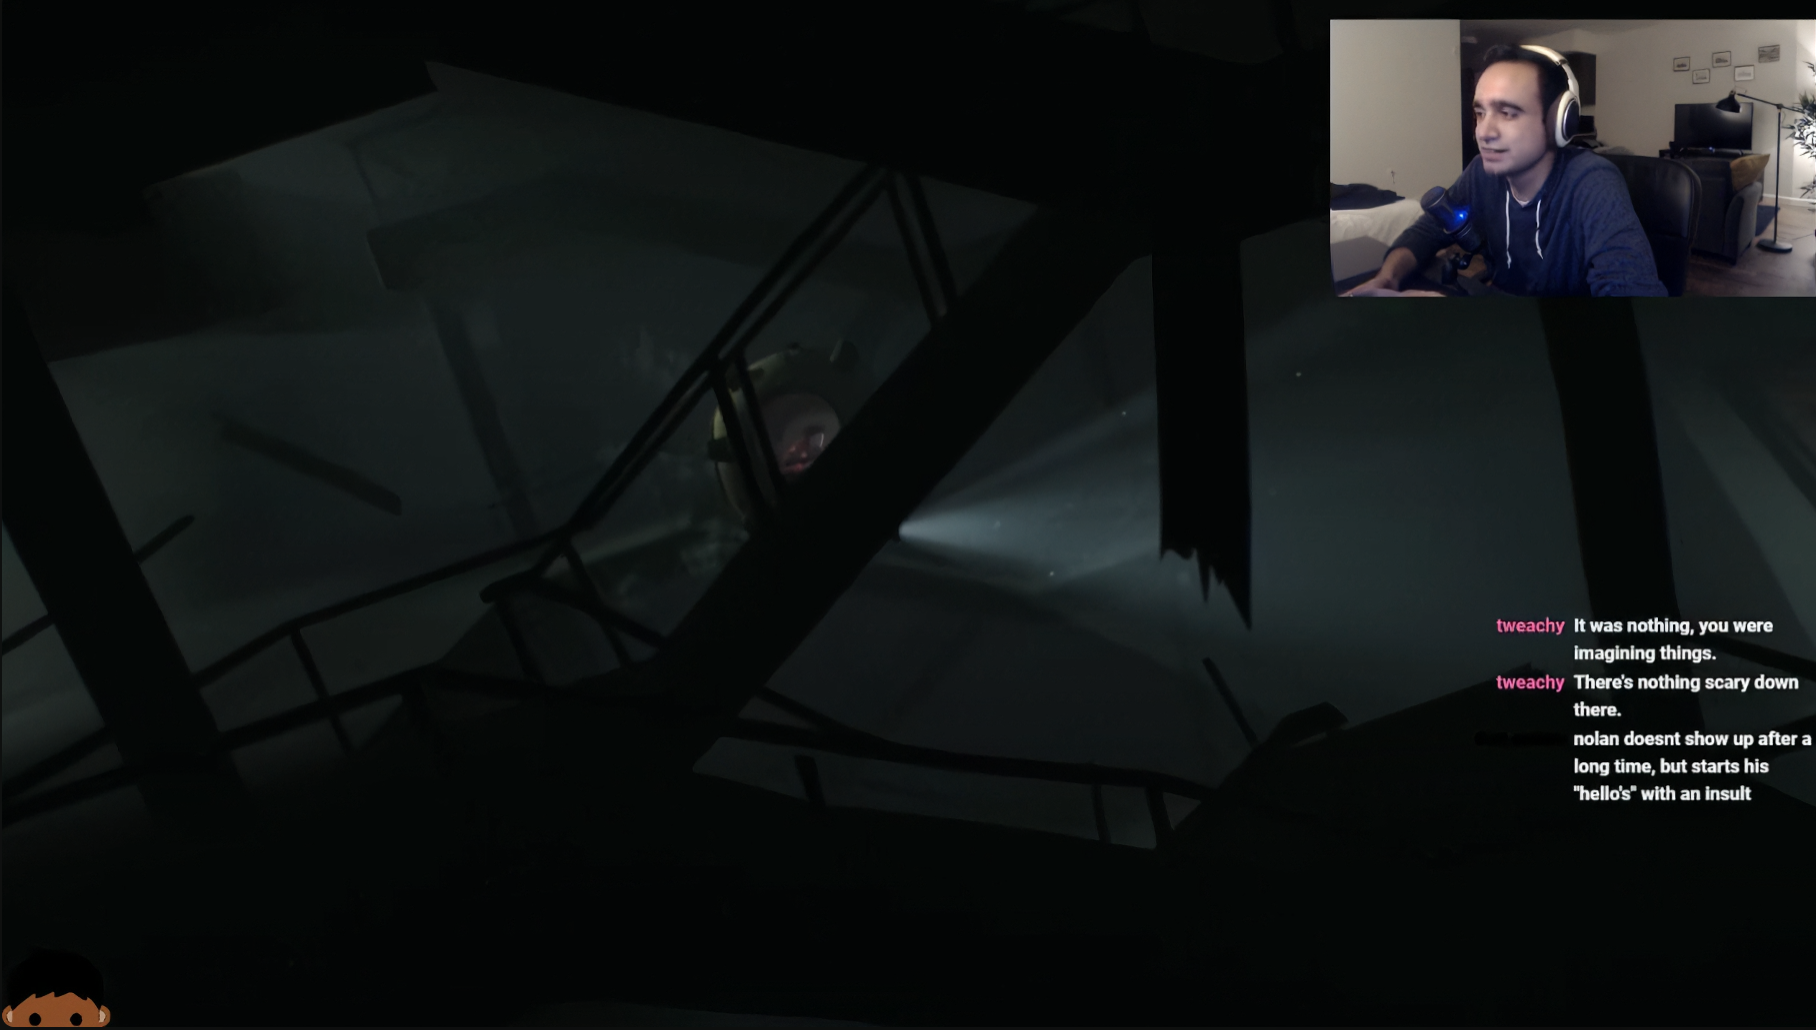 tweachy It was nothing, you were
imagining things.
tweachy There's nothing scary down
there.
nolan doesnt show up after a
long time, but starts his
"hello's" with an insult